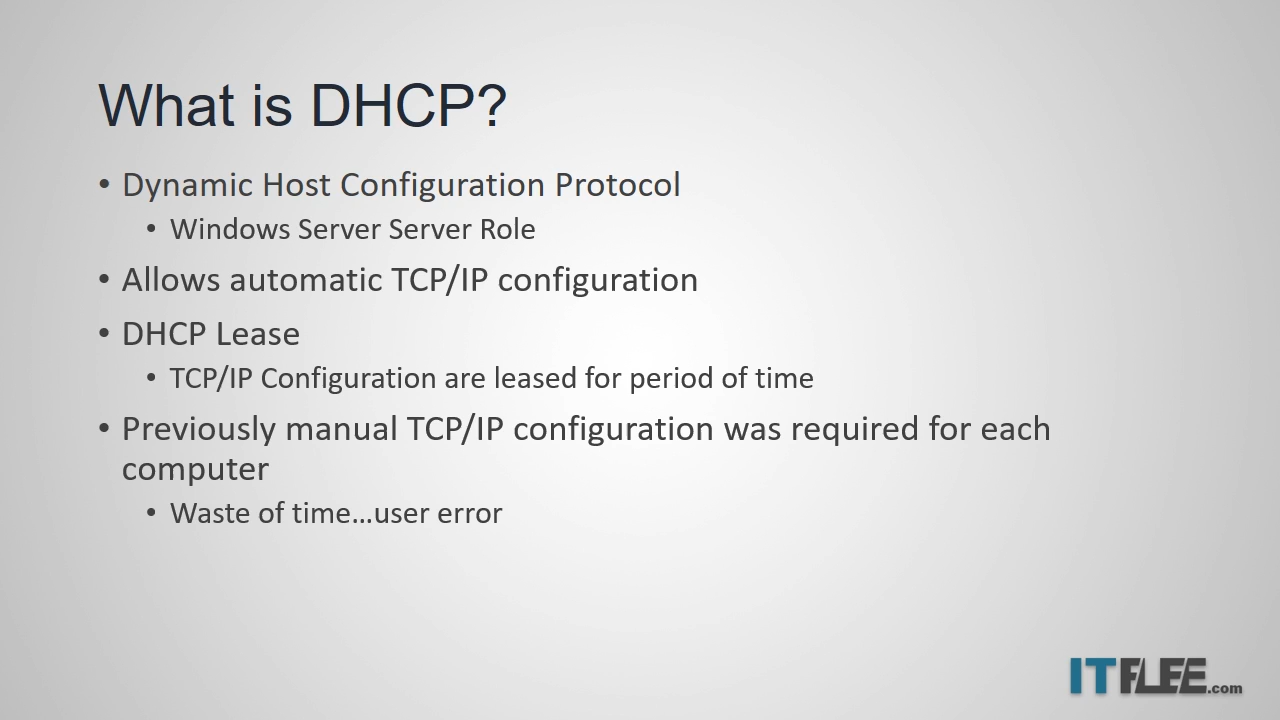 What is DHCP?
• Dynamic Host Configuration Protocol
• Windows Server Server Role
• Allows automatic TCP/IP configuration
• DHCP Lease
• TCP/IP Configuration are leased for period of time
• Previously manual TCP/IP configuration was required for each
computer
• Waste of time...user error
ITFLEE.com